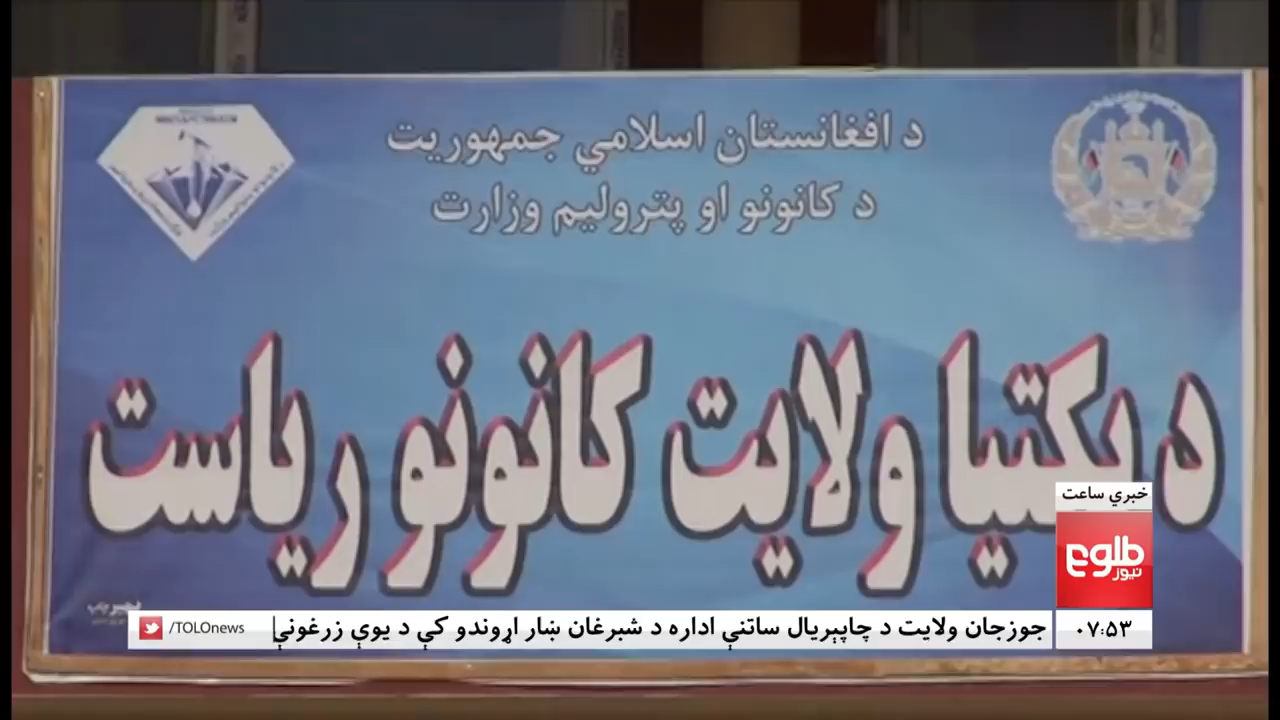 د افغانستان اسلامي جمهوریت
د کانونو او پترولیم وزارت
د پکتیا ولایت کانونو ریاست
خبري ساعت
طلوع
نیوز
۰۷:۵۳
جوزجان ولایت د چاپېریال ساتنې اداره د شبرغان ښار اړوندو کې د یوې زرغونې
/TOLOnews